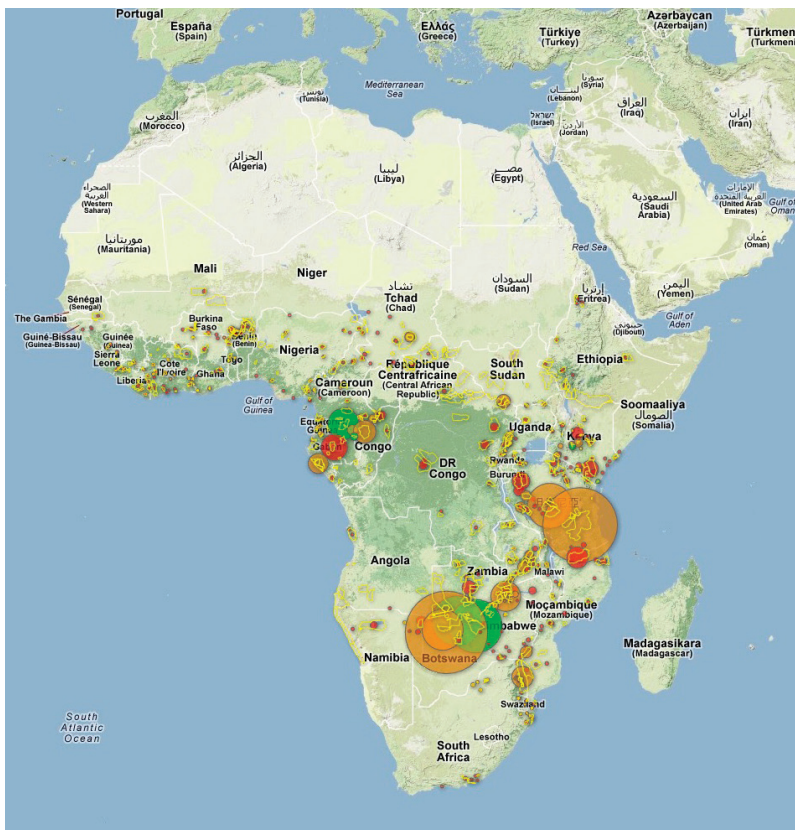 Portugal
España
(Spain)
Ελλάς
(Greece)
Türkiye
(Turkey)
Azərbaycan
(Azerbaijan)
Türkmen
(Turkmeni
Mediterranean
Sea
تونس
(Tunisia)
سوريا
(Syria)
لبنان
(Lebanon)
ישראל
(Israel)
الأردن
(Jordan)
العراق
(Iraq)
ایران
(Iran)
المغرب
(Morocco)
الجزائر
(Algeria)
ليبيا
(Libya)
مصر
(Egypt)
السعودية
(Saudi
Arabia)
الإمارات
العربية المتحدة
(United Arab
Emirates)
Gulf of
Oman
عُمان
(Oman)
الصحراء
الغربية
(Western
Sahara)
موريتانيا
(Mauritania)
Mali
Niger
تشاد
Tchad
(Chad)
السودان
(Sudan)
Red Sea
إرتريا
(Eritrea)
اليمن
(Yemen)
Gulf of
Aden
جيبوتي
(Djibouti)
Sénégal
(Senegal)
The Gambia
Guiné-Bissau
(Guinea-Bissau)
Guinée
(Guinea)
Sierra
Leone
Liberia
Côte
d'Ivoire
Burkina
Faso
Ghana
Togo
(Benin)
Nigeria
Gulf of
Guinea
Cameroun
(Cameroon)
République
Centrafricaine
(Central African
Republic)
South
Sudan
Ethiopia
Soomaaliya
الصومال
(Somalia)
Congo
DR
Congo
Uganda
Kenya
Rwanda
Angola
Zambia
Malawi
Moçambique
(Mozambique)
Madagasikara
(Madagascar)
Namibia
Botswana
Swaziland
Lesotho
South
Africa
South
Atlantic
Ocean